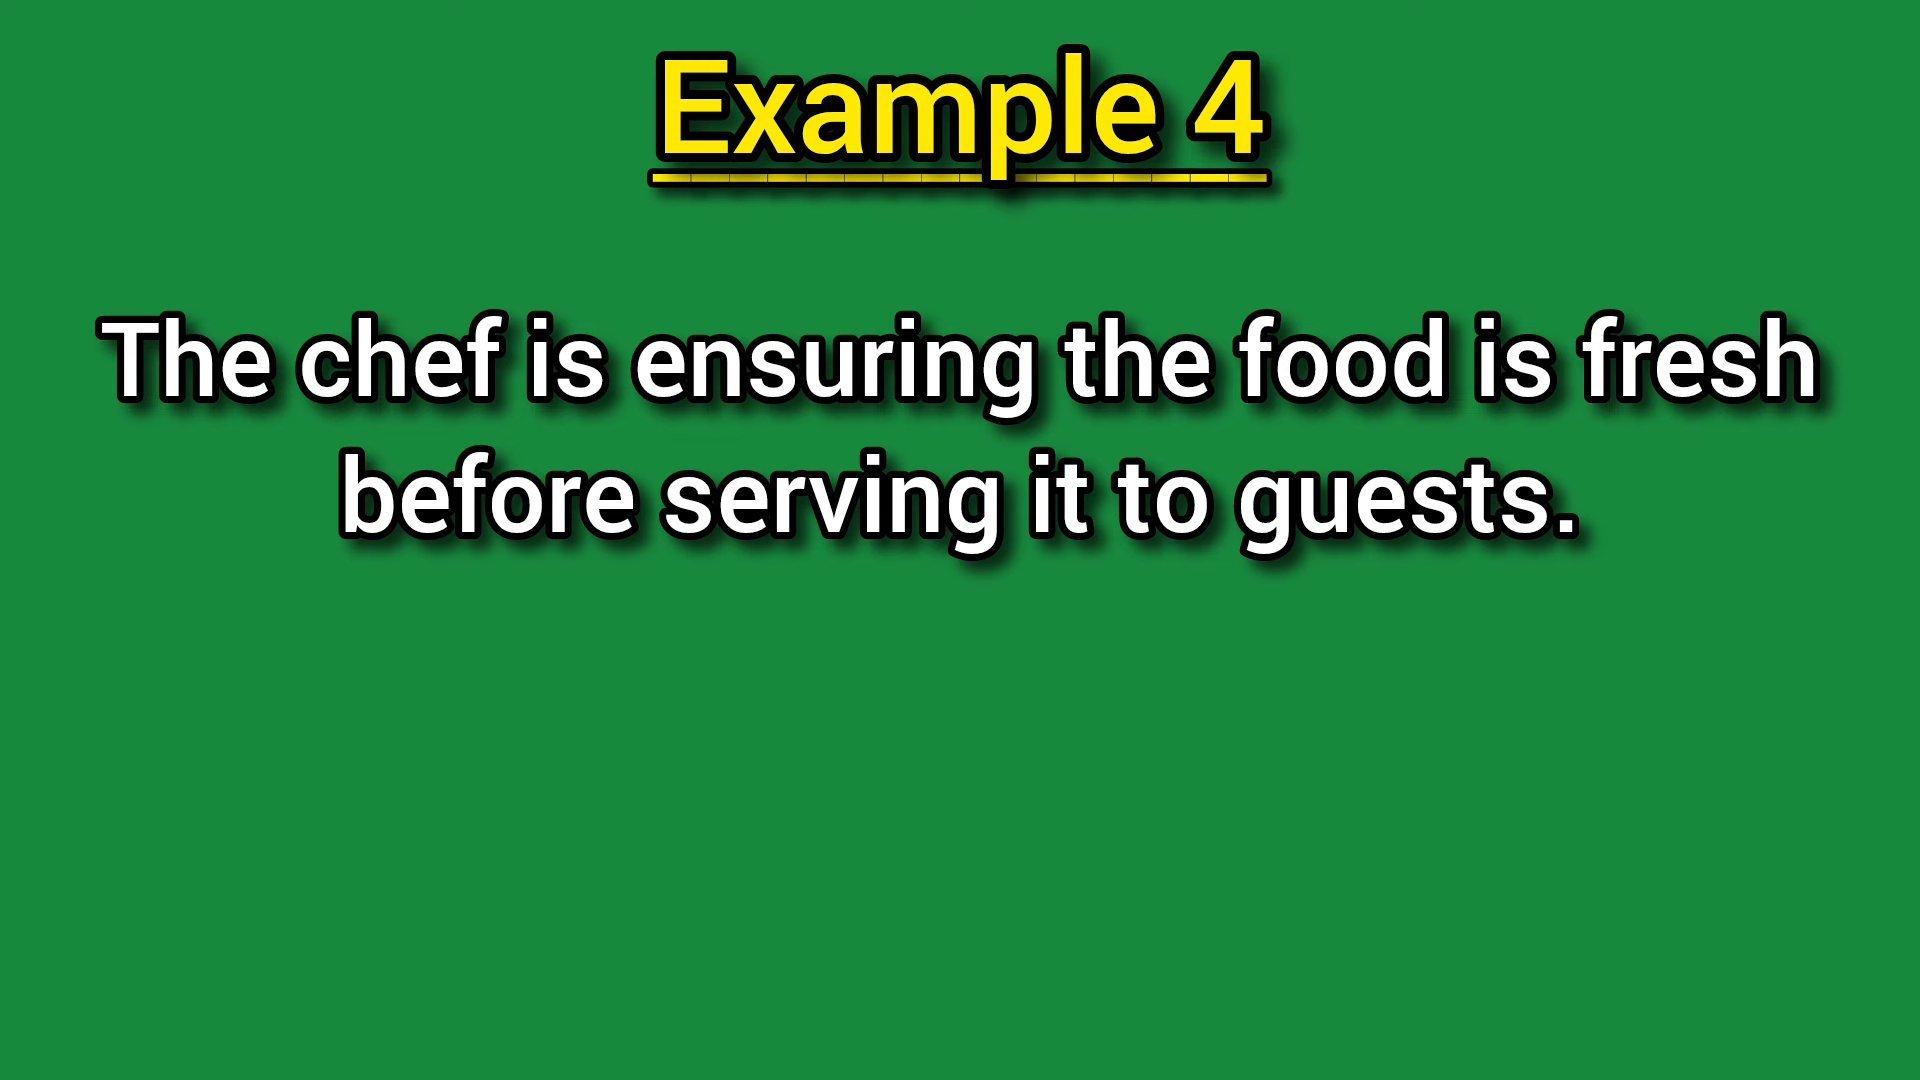 Example 4
The chef is ensuring the food is fresh
before serving it to guests.